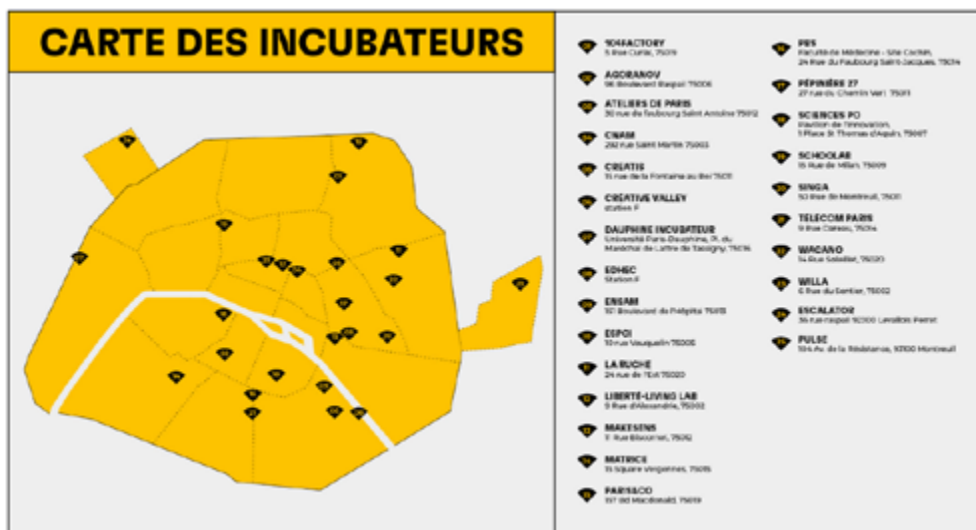 CARTE DES INCUBATEURS
104FACTORY
5 Rue Curial, 75019
AGORANOV
96 Boulevard Raspail 75006
ATELIERS DE PARIS
30 rue de faubourg Saint Antoine 75012
CNAM
292 rue Saint Martin 75003
CREATIS
15 rue de la Fontaine au Roi 75011
CREATIVE VALLEY
station F
DAUPHINE INCUBATEUR
Université Paris-Dauphine, Pl. du
Maréchal de Lattre de Tassigny, 75016
EDHEC
Station F
ENSAM
151 Boulevard de l'Hôpital 75013
ESPCI
10 rue Vauquelin 75005
LA RUCHE
24 rue de l'Est 75020
LIBERTÉ-LIVING LAB
9 Rue d'Alexandrie, 75002
MAKESENS
11 Rue Biscornet, 75012
MATRICE
15 Square Vergennes, 75015
PARIS&CO
157 Bd Macdonald, 75019
Faculté de Médecine - Site Cochin,
24 Rue du Faubourg Saint-Jacques, 75014
PÉPINIÈRE 27
27 rue du Chemin Vert 75011
SCIENCES PO
Pavillon de l'Innovation,
1 Place St Thomas d'Aquin, 75007
SCHOOLAB
15 Rue de Milan, 75009
SINGA
50 Rue de Montreuil, 75011
TELECOM PARIS
9 Rue Dareau, 75014
WACANO
14 Rue Soleillet, 75020
WILLA
6 Rue du Sentier, 75002
ESCALATOR
36 rue raspail 92300 Levallois Perret
PULSE
104 Av. de la Résistance, 93100 Montreuil